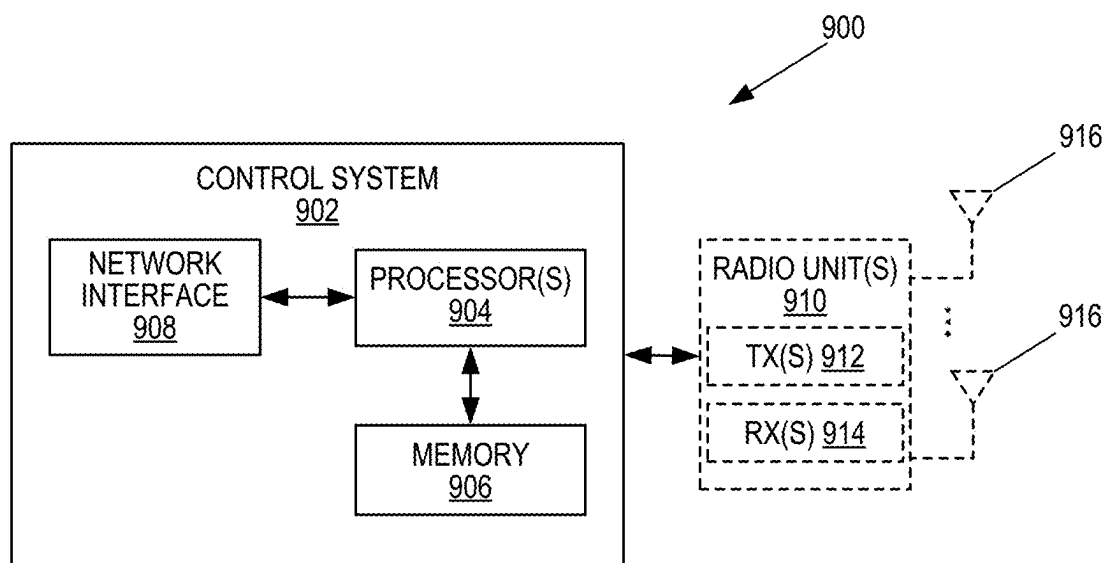 900
CONTROL SYSTEM
902
NETWORK
INTERFACE
908
PROCESSOR(S)
904
MEMORY
906
RADIO UNIT(S)
910
TX(S) 912
RX(S) 914
916
916